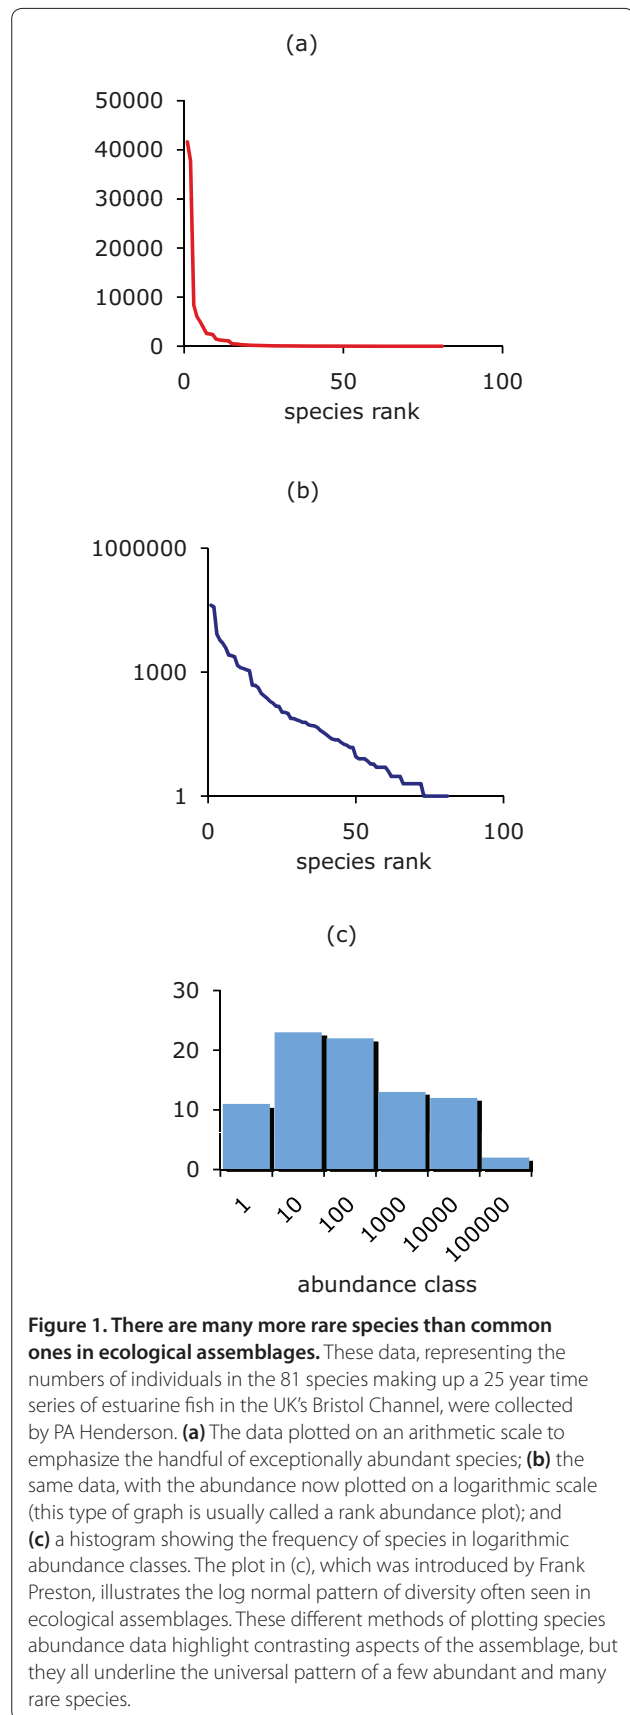 (a)
50000
40000
30000
20000
10000
0
0 50 100
species rank
(b)
1000000
1000
1
0 50 100
species rank
(c)
30
20
10
0
1 10 100 1000 10000 100000
abundance class
Figure 1. There are many more rare species than common
ones in ecological assemblages. These data, representing the
numbers of individuals in the 81 species making up a 25 year time
series of estuarine fish in the UK's Bristol Channel, were collected
by PA Henderson. (a) The data plotted on an arithmetic scale to
emphasize the handful of exceptionally abundant species; (b) the
same data, with the abundance now plotted on a logarithmic scale
(this type of graph is usually called a rank abundance plot); and
(c) a histogram showing the frequency of species in logarithmic
abundance classes. The plot in (c), which was introduced by Frank
Preston, illustrates the log normal pattern of diversity often seen in
ecological assemblages. These different methods of plotting species
abundance data highlight contrasting aspects of the assemblage, but
they all underline the universal pattern of a few abundant and many
rare species.